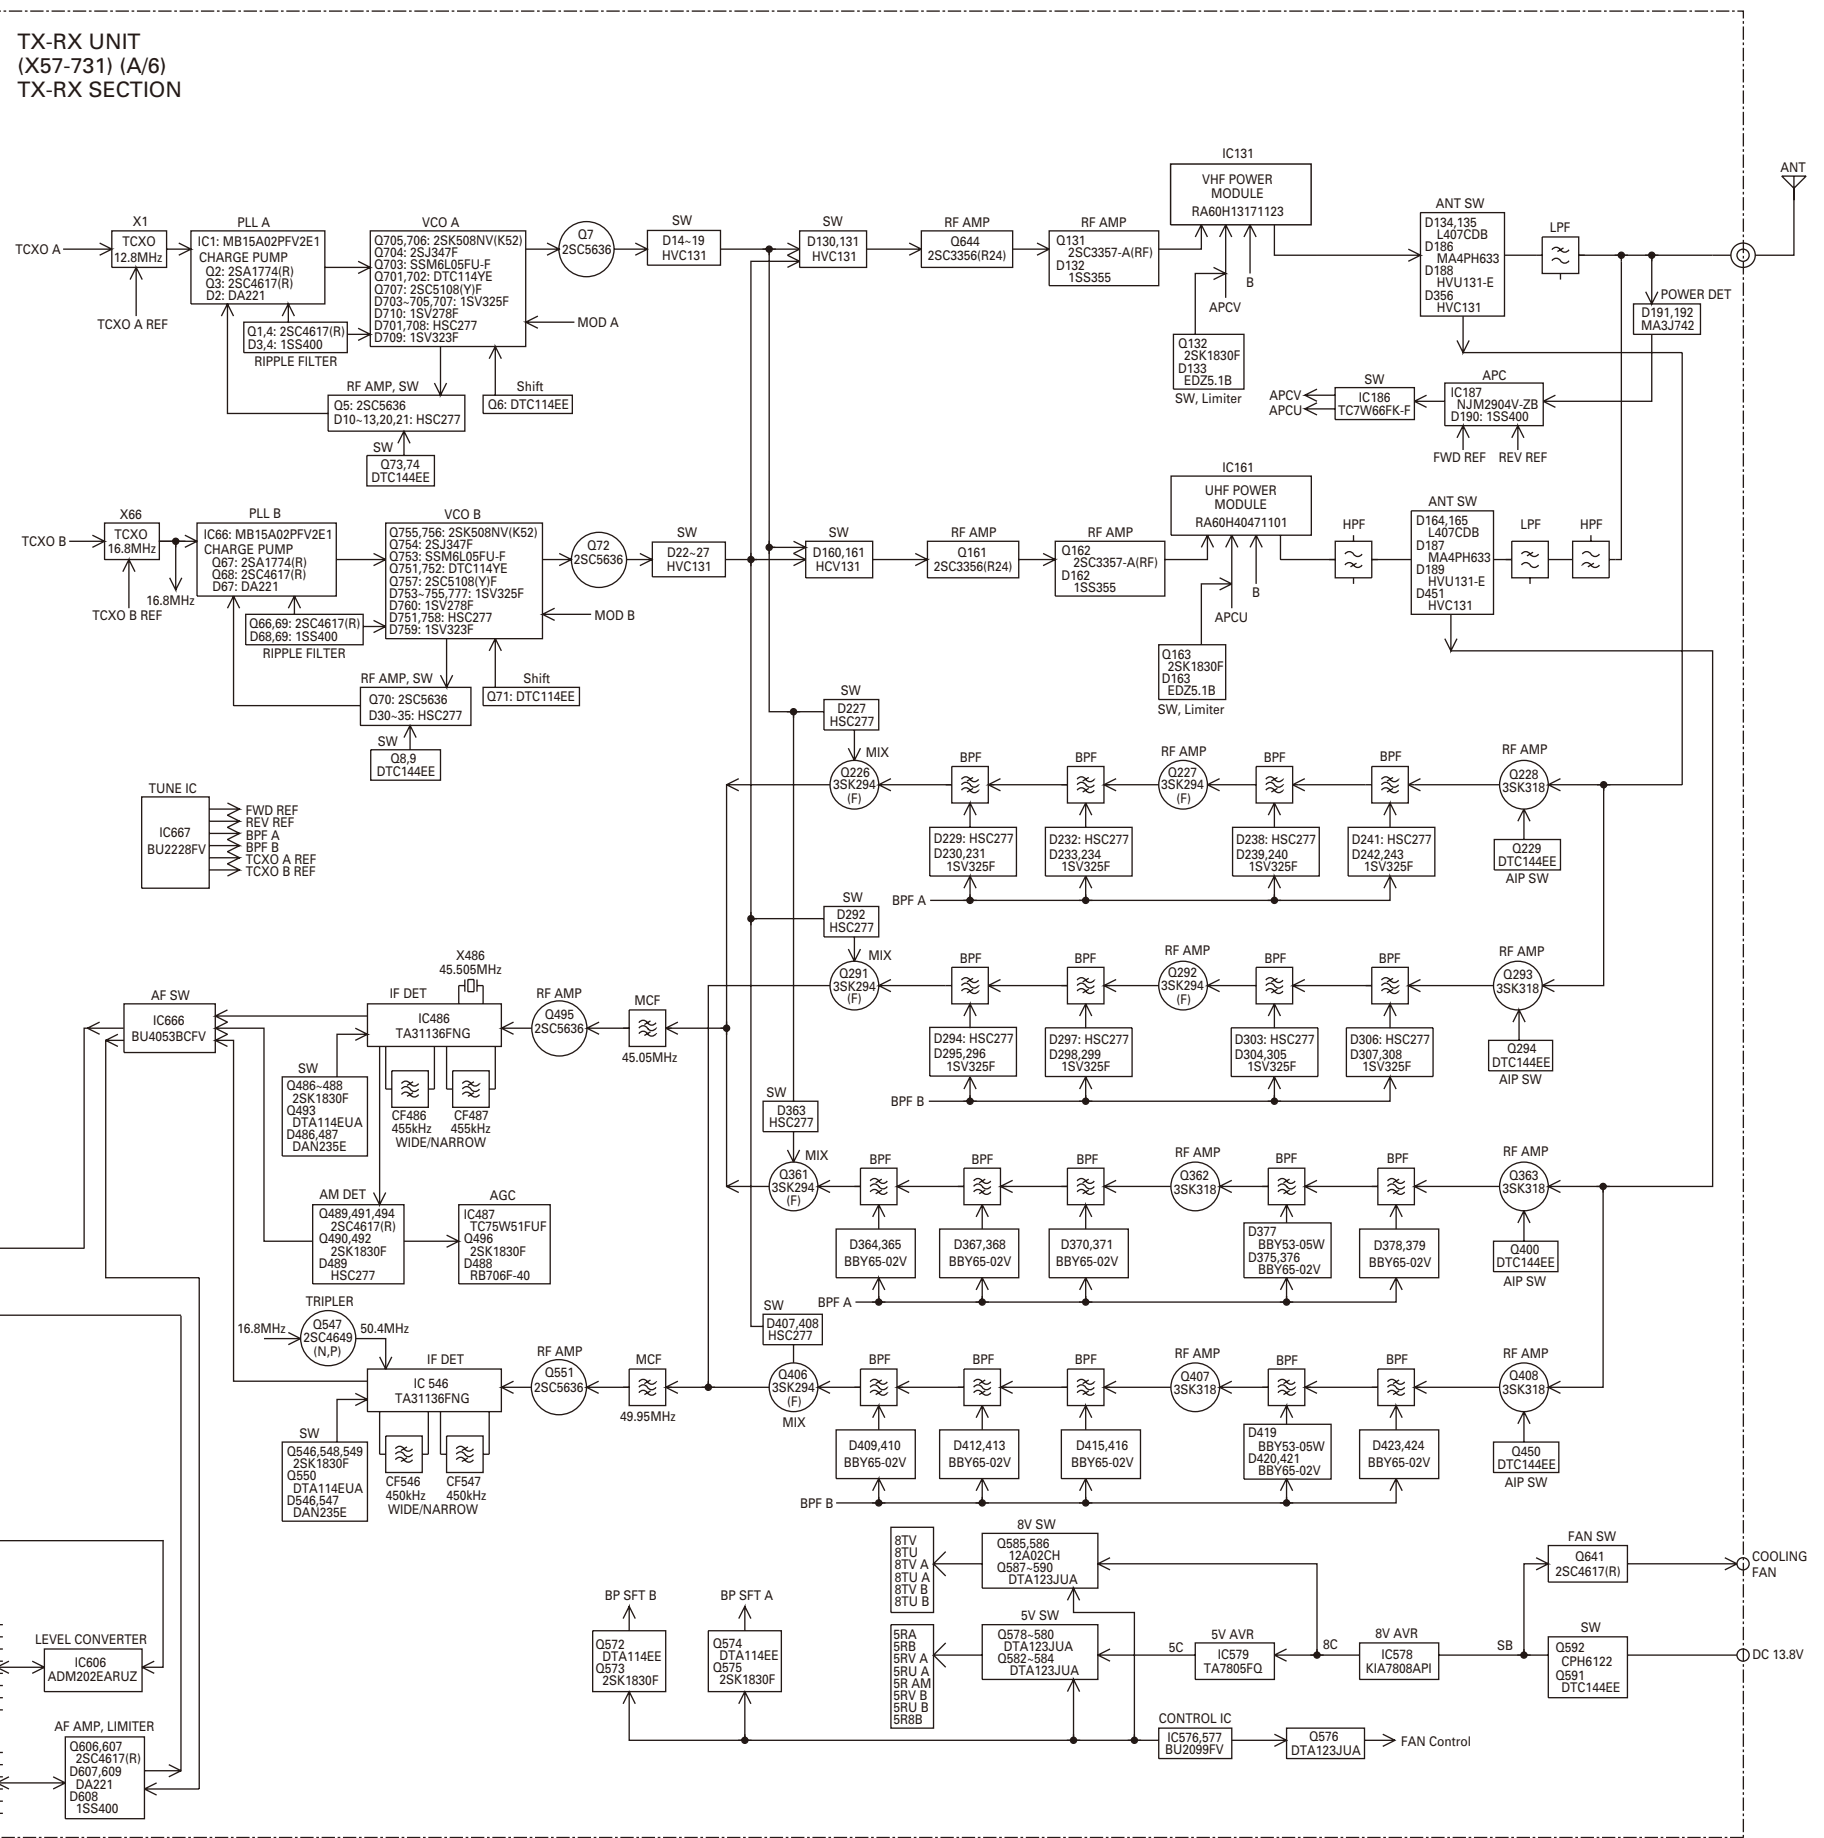 TX-RX UNIT
(X57-731) (A/6)
TX-RX SECTION
TCXO A
X1
TCXO
12.8MHz
TCXO A REF
PLL A
IC1: MB15A02PFV2E1
CHARGE PUMP
Q2: 2SA1774(R)
Q3: 2SC4617(R)
D2: DA221
Q1,4: 2SC4617(R)
D3,4: 1SS400
RIPPLE FILTER
VCO A
Q705,706: 2SK508NV(K52)
Q704: 2SJ347F
Q703: SSM6L05FU-F
Q701,702: DTC114YE
Q707: 2SC5108(Y)F
D703~705,707: 1SV325F
D710: 1SV278F
D701,708: HSC277
D709: 1SV323F
MOD A
RF AMP, SW
Q5: 2SC5636
D10~13,20,21: HSC277
Shift
Q6: DTC114EE
SW
Q73,74
DTC144EE
Q7
2SC5636
SW
D14~19
HVC131
SW
D130,131
HVC131
RF AMP
Q644
2SC3356(R24)
RF AMP
Q131
2SC3357-A(RF)
D132
1SS355
IC131
VHF POWER
MODULE
RA60H13171123
APCV
B
Q132
2SK1830F
D133
EDZ5.1B
SW, Limiter
ANT SW
D134,135
L407CDB
D186
MA4PH633
D188
HVU131-E
D356
HVC131
LPF
ANT
POWER DET
D191,192
MA3J742
APCV
APCU
SW
IC186
TC7W66FK-F
APC
IC187
NJM2904V-ZB
D190: 1SS400
FWD REF
REV REF
TCXO B
X66
TCXO
16.8MHz
16.8MHz
TCXO B REF
PLL B
IC66: MB15A02PFV2E1
CHARGE PUMP
Q67: 2SA1774(R)
Q68: 2SC4617(R)
D67: DA221
Q66,69: 2SC4617(R)
D68,69: 1SS400
RIPPLE FILTER
VCO B
Q755,756: 2SK508NV(K52)
Q754: 2SJ347F
Q753: SSM6L05FU-F
Q751,752: DTC114YE
Q757: 2SC5108(Y)F
D753~755,777: 1SV325F
D760: 1SV278F
D751,758: HSC277
D759: 1SV323F
MOD B
RF AMP, SW
Q70: 2SC5636
D30~35: HSC277
Shift
Q71: DTC114EE
SW
Q8,9
DTC144EE
Q72
2SC5636
SW
D22~27
HVC131
SW
D160,161
HCV131
RF AMP
Q161
2SC3356(R24)
RF AMP
Q162
2SC3357-A(RF)
D162
1SS355
IC161
UHF POWER
MODULE
RA60H40471101
APCU
B
Q163
2SK1830F
D163
EDZ5.1B
SW, Limiter
HPF
ANT SW
D164,165
L407CDB
D187
MA4PH633
D189
HVU131-E
D451
HVC131
LPF
HPF
TUNE IC
IC667
BU2228FV
FWD REF
REV REF
BPF A
BPF B
TCXO A REF
TCXO B REF
SW
D227
HSC277
MIX
Q226
3SK294
(F)
BPF
BPF
RF AMP
Q227
3SK294
(F)
BPF
BPF
RF AMP
Q228
3SK318
D229: HSC277
D230,231
1SV325F
D232: HSC277
D233,234
1SV325F
D238: HSC277
D239,240
1SV325F
D241: HSC277
D242,243
1SV325F
Q229
DTC144EE
AIP SW
BPF A
SW
D292
HSC277
MIX
Q291
3SK294
(F)
BPF
BPF
RF AMP
Q292
3SK294
(F)
BPF
BPF
RF AMP
Q293
3SK318
D294: HSC277
D295,296
1SV325F
D297: HSC277
D298,299
1SV325F
D303: HSC277
D304,305
1SV325F
D306: HSC277
D307,308
1SV325F
Q294
DTC144EE
AIP SW
BPF B
AF SW
IC666
BU4053BCFV
IF DET
X486
45.505MHz
IC486
TA31136FNG
RF AMP
Q495
2SC5636
MCF
45.05MHz
SW
Q486~488
2SK1830F
Q493
DTA114EUA
D486,487
DAN235E
CF486
455kHz
CF487
455kHz
WIDE/NARROW
AM DET
Q489,491,494
2SC4617(R)
Q490,492
2SK1830F
D489
HSC277
AGC
IC487
TC75W51FUF
Q496
2SK1830F
D488
RB706F-40
SW
D363
HSC277
MIX
Q361
3SK294
(F)
BPF
BPF
BPF
RF AMP
Q362
3SK318
BPF
BPF
RF AMP
Q363
3SK318
D364,365
BBY65-02V
D367,368
BBY65-02V
D370,371
BBY65-02V
D377
BBY53-05W
D375,376
BBY65-02V
D378,379
BBY65-02V
Q400
DTC144EE
AIP SW
BPF A
TRIPLER
16.8MHz
Q547
2SC4649
(N,P)
50.4MHz
IF DET
IC 546
TA31136FNG
RF AMP
Q551
2SC5636
MCF
49.95MHz
SW
Q546,548,549
2SK1830F
Q550
DTA114EUA
D546,547
DAN235E
CF546
450kHz
CF547
450kHz
WIDE/NARROW
SW
D407,408
HSC277
Q406
3SK294
(F)
MIX
BPF
BPF
BPF
RF AMP
Q407
3SK318
BPF
BPF
RF AMP
Q408
3SK318
D409,410
BBY65-02V
D412,413
BBY65-02V
D415,416
BBY65-02V
D419
BBY53-05W
D420,421
BBY65-02V
D423,424
BBY65-02V
Q450
DTC144EE
AIP SW
BPF B
8TV
8TU
8TV A
8TU A
8TV B
8TU B
8V SW
Q585,586
12A02CH
Q587~590
DTA123JUA
FAN SW
Q641
2SC4617(R)
COOLING
FAN
BP SFT B
Q572
DTA114EE
Q573
2SK1830F
BP SFT A
Q574
DTA114EE
Q575
2SK1830F
5RA
5RB
5RV A
5RU A
5R AM
5RV B
5RU B
5R8B
5V SW
Q578~580
DTA123JUA
Q582~584
DTA123JUA
5C
5V AVR
IC579
TA7805FQ
8C
8V AVR
IC578
KIA7808API
SB
SW
Q592
CPH6122
Q591
DTC114EE
DC 13.8V
CONTROL IC
IC576,577
BU2099FV
Q576
DTA123JUA
FAN Control
LEVEL CONVERTER
IC606
ADM202EARUZ
AF AMP, LIMITER
Q606,607
2SC4617(R)
D607,609
DA221
D608
1SS400